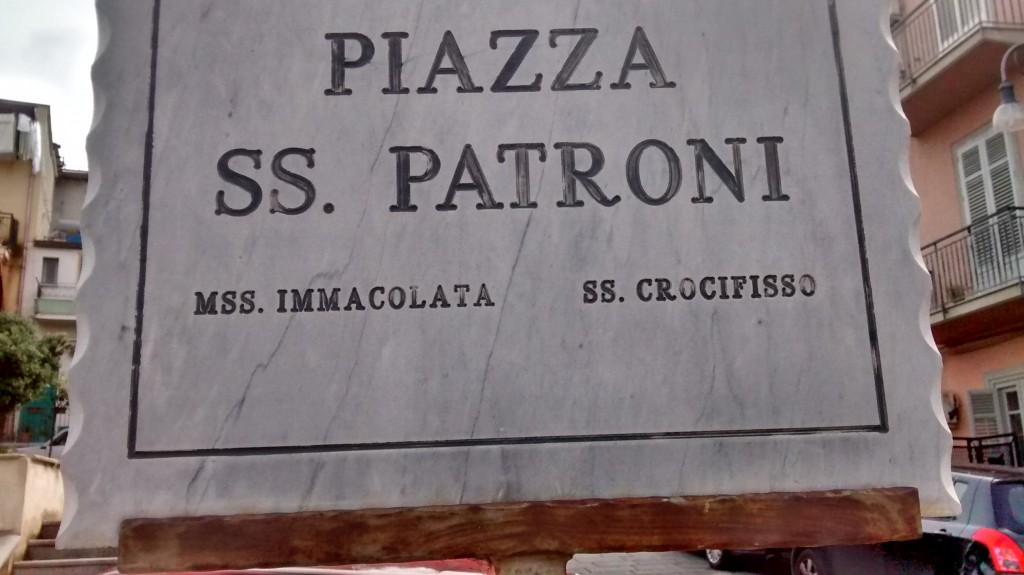 PIAZZA
SS. PATRONI
MSS. IMMACOLATA SS. CROCIFISSO